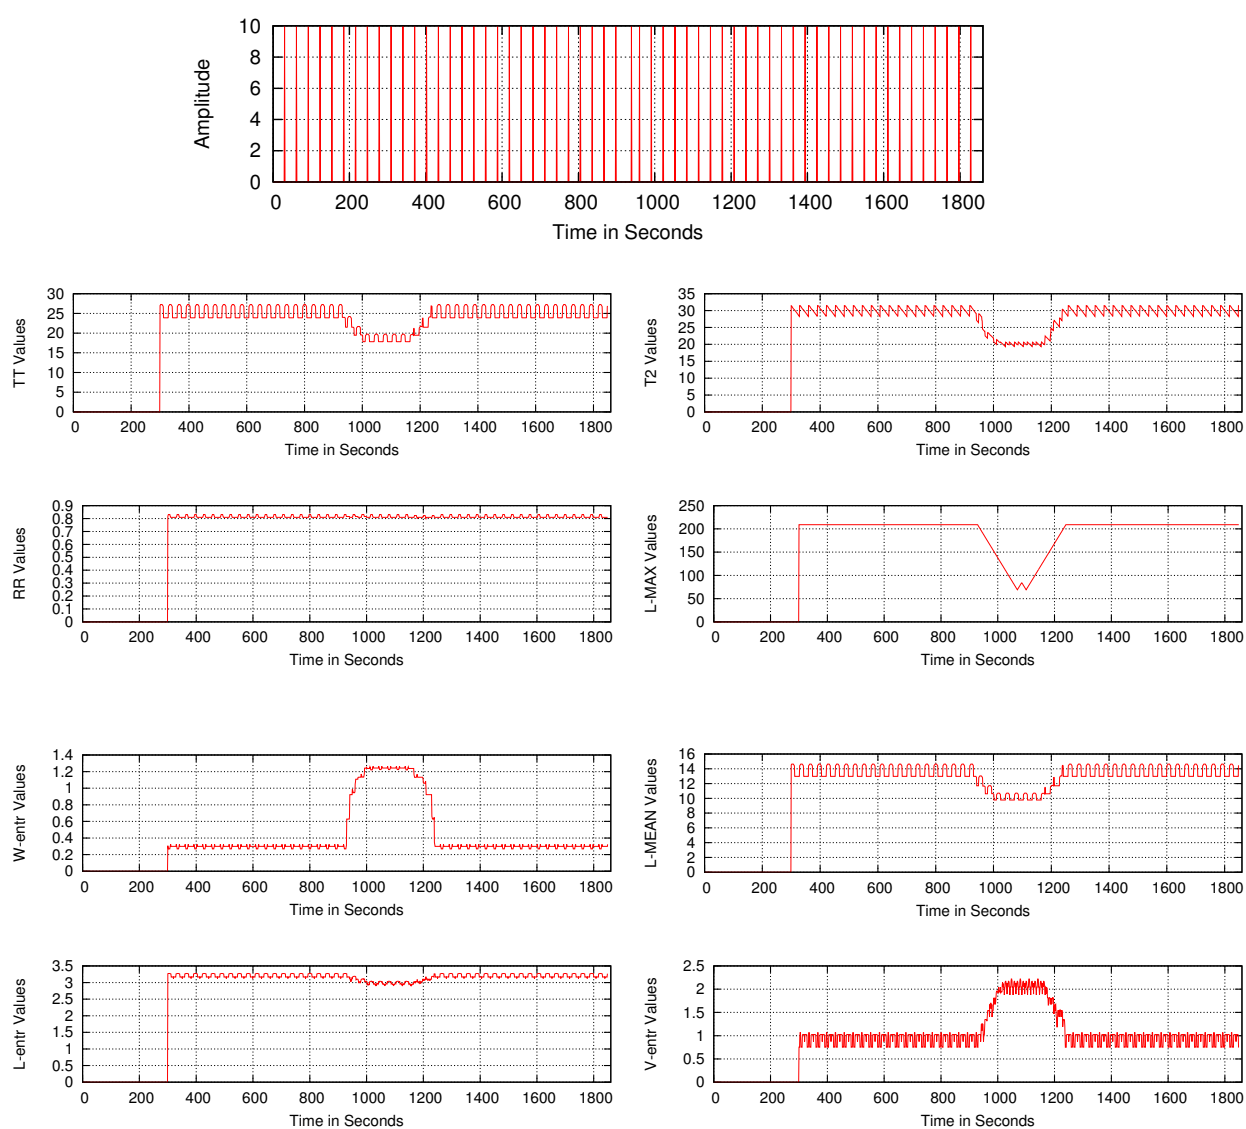 Amplitude
10
8
6
4
2
0
0 200 400 600 800 1000 1200 1400 1600 1800
Time in Seconds
TT Values
30
25
20
15
10
5
0
0 200 400 600 800 1000 1200 1400 1600 1800
Time in Seconds
T2 Values
35
30
25
20
15
10
5
0
0 200 400 600 800 1000 1200 1400 1600 1800
Time in Seconds
RR Values
0.9
0.8
0.7
0.6
0.5
0.4
0.3
0.2
0.1
0
0 200 400 600 800 1000 1200 1400 1600 1800
Time in Seconds
L-MAX Values
250
200
150
100
50
0
0 200 400 600 800 1000 1200 1400 1600 1800
Time in Seconds
W-entr Values
1.4
1.2
1
0.8
0.6
0.4
0.2
0
0 200 400 600 800 1000 1200 1400 1600 1800
Time in Seconds
L-MEAN Values
16
14
12
10
8
6
4
2
0
0 200 400 600 800 1000 1200 1400 1600 1800
Time in Seconds
L-entr Values
3.5
3
2.5
2
1.5
1
0.5
0
0 200 400 600 800 1000 1200 1400 1600 1800
Time in Seconds
V-entr Values
2.5
2
1.5
1
0.5
0
0 200 400 600 800 1000 1200 1400 1600 1800
Time in Seconds